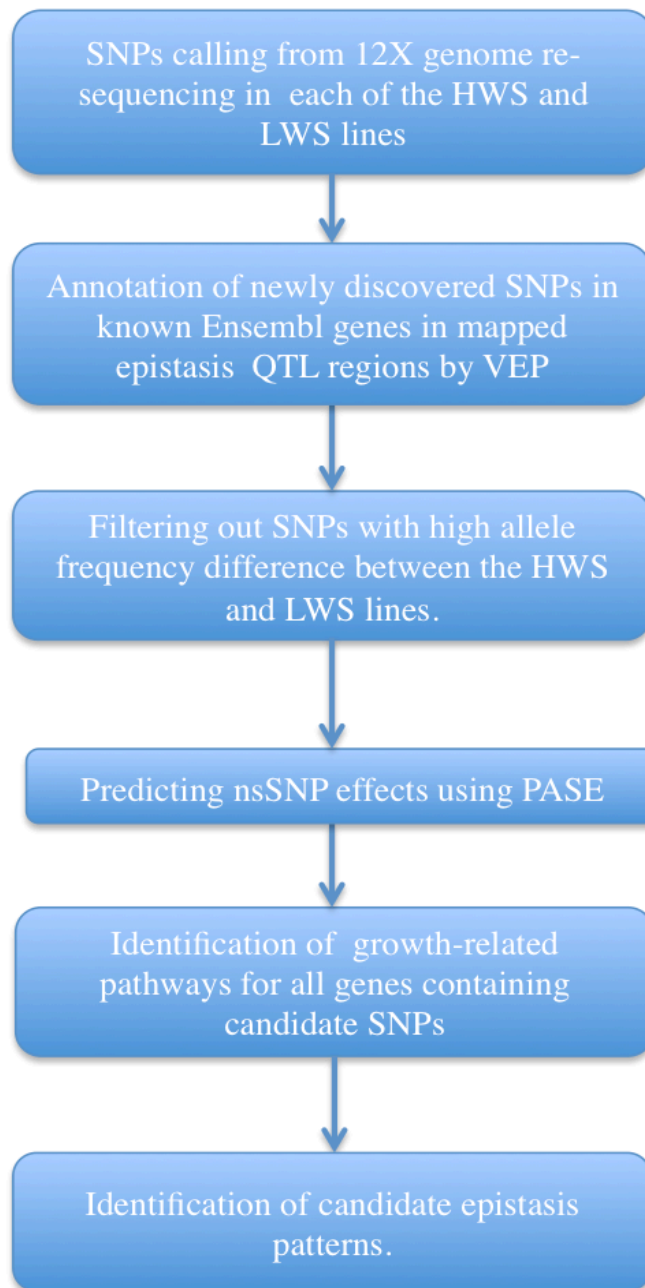 SNPs calling from 12X genome re-
sequencing in each of the HWS and
LWS lines
Annotation of newly discovered SNPs in
known Ensembl genes in mapped
epistasis QTL regions by VEP
Filtering out SNPs with high allele
frequency difference between the HWS
and LWS lines.
Predicting nsSNP effects using PASE
Identification of growth-related
pathways for all genes containing
candidate SNPs
Identification of candidate epistasis
patterns.